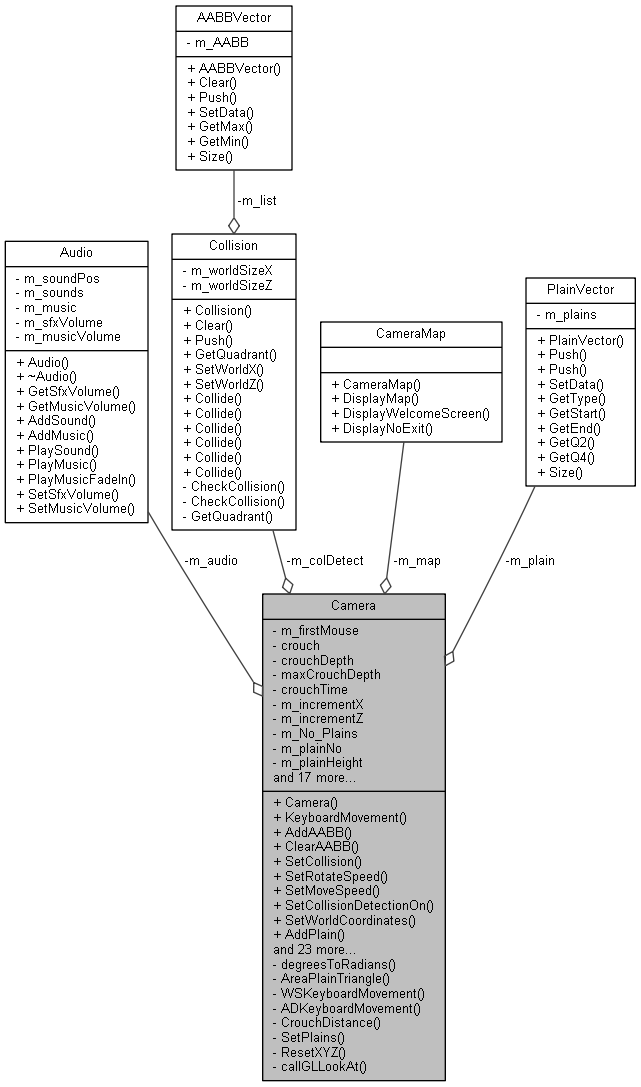 AABBVector
- m_AABB
+ AABBVector()
+ Clear()
+ Push()
+ SetData()
+ GetMax()
+ GetMin()
+ Size()
-m_list
Audio
- m_soundPos
- m_sounds
- m_music
- m_sfxVolume
- m_musicVolume
+ Audio()
+ ~Audio()
+ GetSfxVolume()
+ GetMusicVolume()
+ AddSound()
+ AddMusic()
+ PlaySound()
+ PlayMusic()
+ PlayMusicFadeIn()
+ SetSfxVolume()
+ SetMusicVolume()
Collision
- m_worldSizeX
- m_worldSizeZ
+ Collision()
+ Clear()
+ Push()
+ GetQuadrant()
+ SetWorldX()
+ SetWorldZ()
+ Collide()
+ Collide()
+ Collide()
+ Collide()
+ Collide()
+ Collide()
- CheckCollision()
- CheckCollision()
- GetQuadrant()
CameraMap
+ CameraMap()
+ DisplayMap()
+ DisplayWelcomeScreen()
+ DisplayNoExit()
PlainVector
- m_plains
+ PlainVector()
+ Push()
+ Push()
+ SetData()
+ GetType()
+ GetStart()
+ GetEnd()
+ GetQ2()
+ GetQ4()
+ Size()
-m_audio
-m_colDetect
-m_map
-m_plain
Camera
- m_firstMouse
- crouch
- crouchDepth
- maxCrouchDepth
- crouchTime
- m_incrementX
- m_incrementZ
- m_No_Plains
- m_plainNo
- m_plainHeight
and 17 more...
+ Camera()
+ KeyboardMovement()
+ AddAABB()
+ ClearAABB()
+ SetCollision()
+ SetRotateSpeed()
+ SetMoveSpeed()
+ SetCollisionDetectionOn()
+ SetWorldCoordinates()
+ AddPlain()
and 23 more...
- degreesToRadians()
- AreaPlainTriangle()
- WSKeyboardMovement()
- ADKeyboardMovement()
- CrouchDistance()
- SetPlains()
- ResetXYZ()
- callGLLookAt()